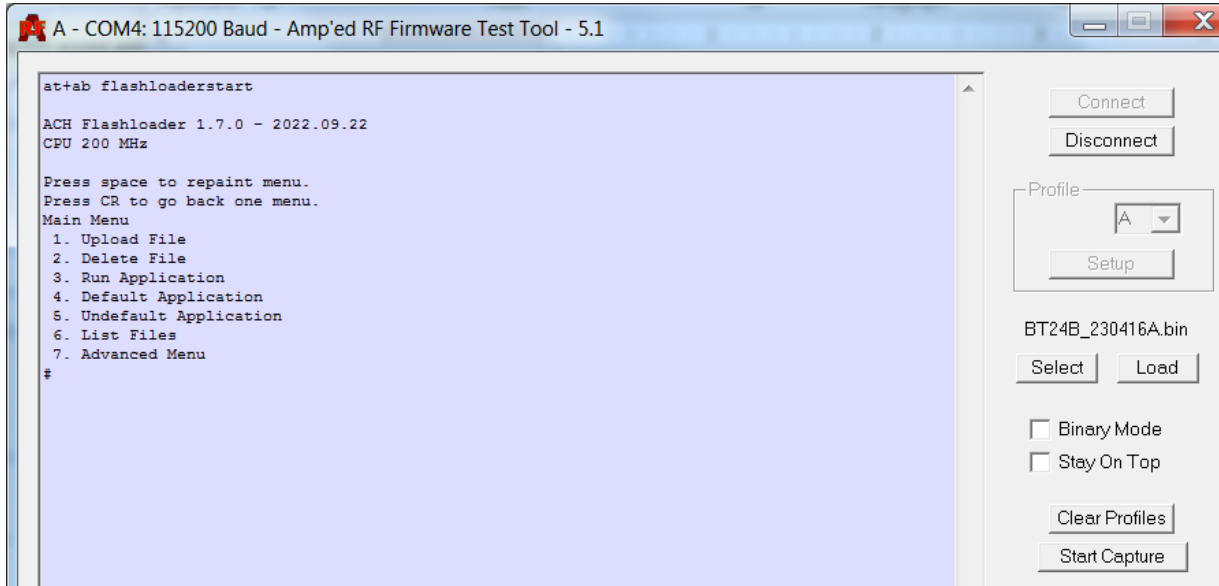 A - COM4: 115200 Baud - Amp'ed RF Firmware Test Tool - 5.1
at+ab flashloaderstart
ACH Flashloader 1.7.0 - 2022.09.22
CPU 200 MHz
Press space to repaint menu.
Press CR to go back one menu.
Main Menu
1. Upload File
2. Delete File
3. Run Application
4. Default Application
5. Undefault Application
6. List Files
7. Advanced Menu
#
Connect
Disconnect
Profile
A
Setup
BT24B_230416A.bin
Select Load
Binary Mode
Stay On Top
Clear Profiles
Start Capture